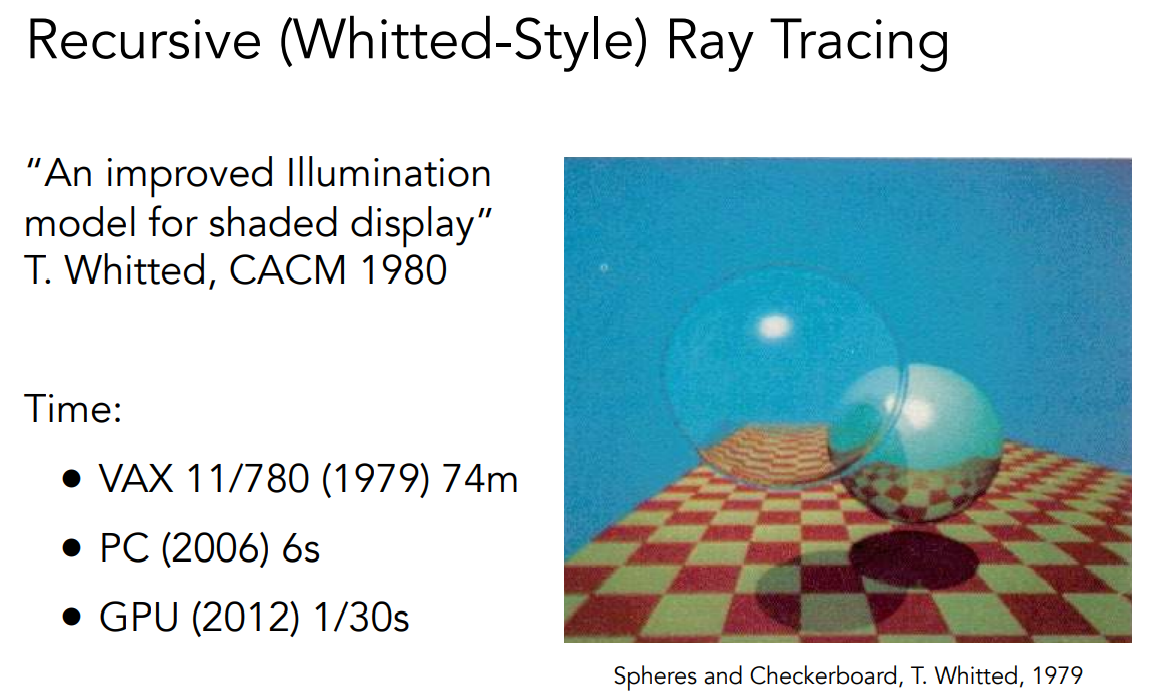 Recursive (Whitted-Style) Ray Tracing
“An improved Illumination
model for shaded display”
T. Whitted, CACM 1980
Time:
● VAX 11/780 (1979) 74m
● PC (2006) 6s
● GPU (2012) 1/30s
Spheres and Checkerboard, T. Whitted, 1979